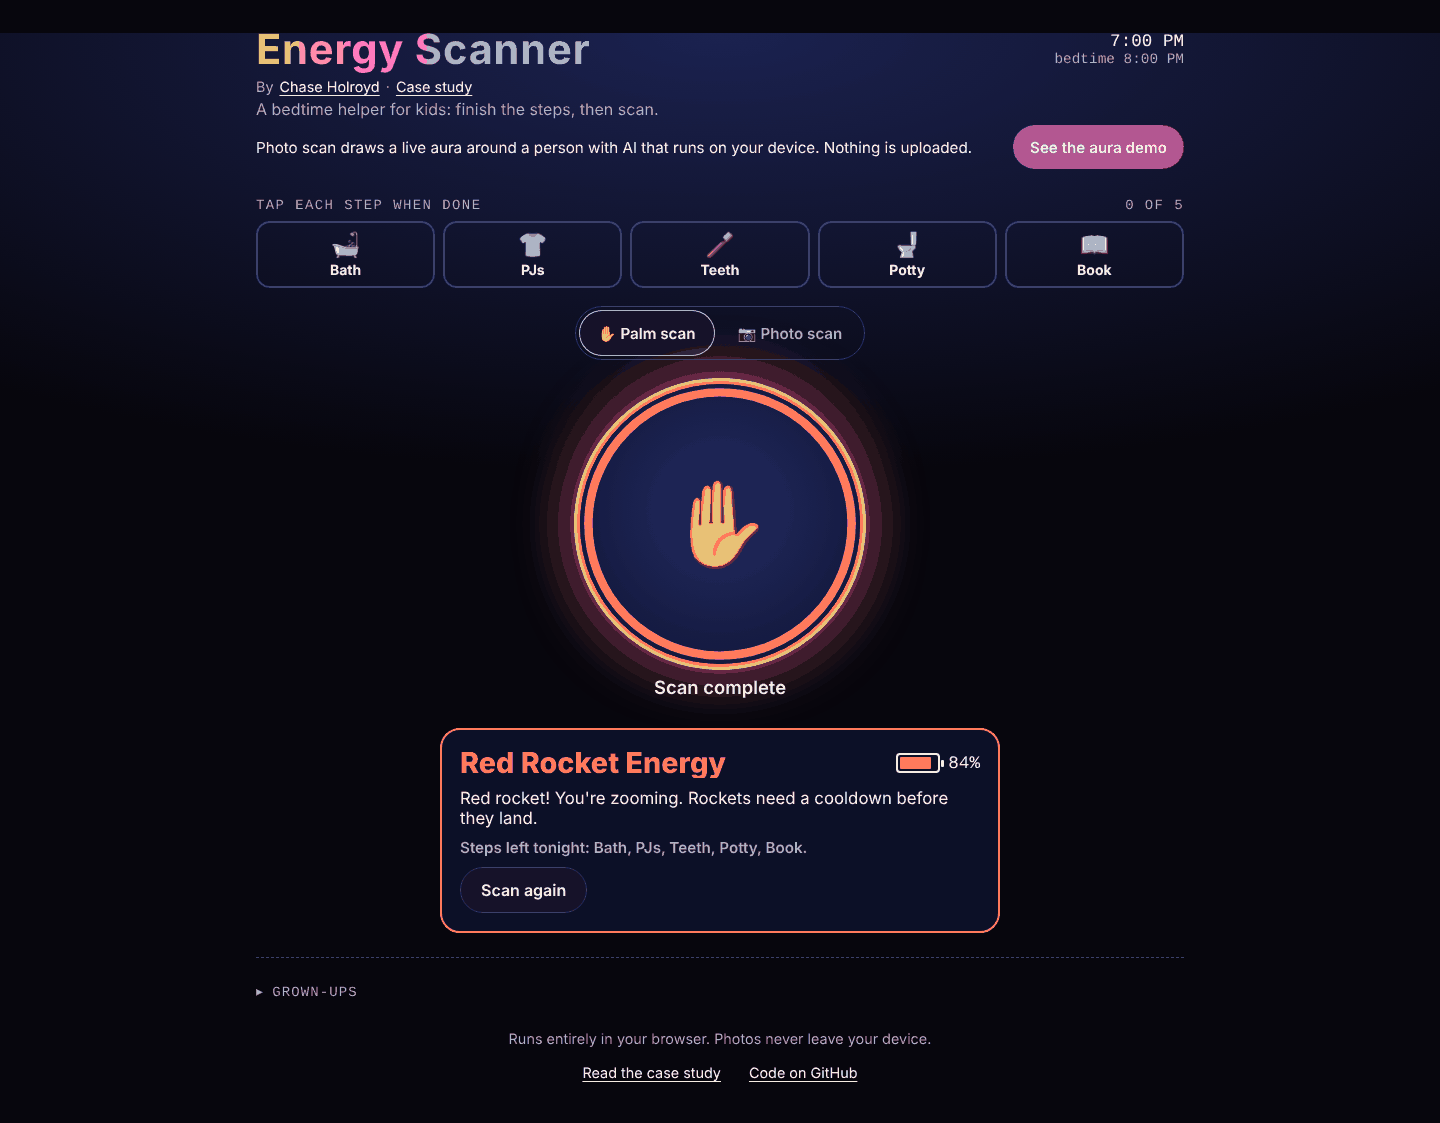 Energy Scanner
7:00 PM
bedtime 8:00 PM
By Chase Holroyd · Case study
A bedtime helper for kids: finish the steps, then scan.
Photo scan draws a live aura around a person with AI that runs on your device. Nothing is uploaded.
See the aura demo
TAP EACH STEP WHEN DONE
0 OF 5
Bath
PJs
Teeth
Potty
Book
Palm scan
Photo scan
Scan complete
Red Rocket Energy
84%
Red rocket! You're zooming. Rockets need a cooldown before
they land.
Steps left tonight: Bath, PJs, Teeth, Potty, Book.
Scan again
GROWN-UPS
Runs entirely in your browser. Photos never leave your device.
Read the case study
Code on GitHub